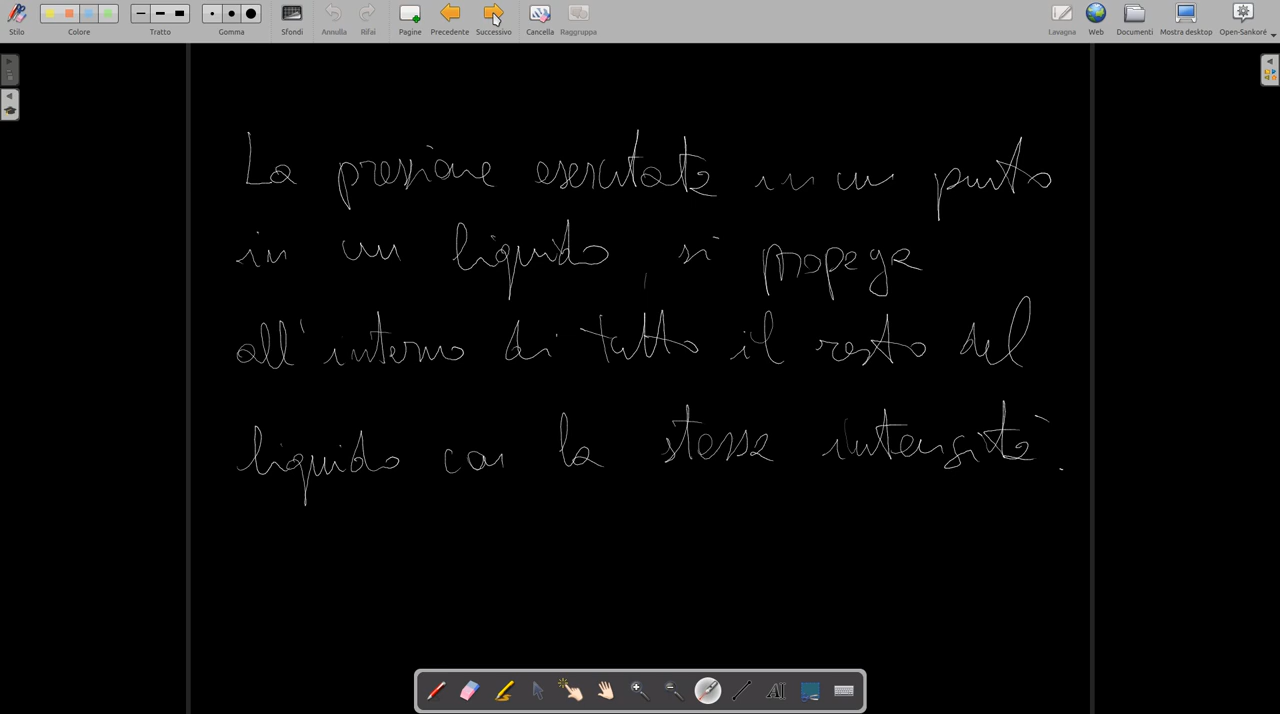 Stilo Colore Tratto Gomma Sfondi Annulla Rifai Pagine Precedente Successivo Cancella Raggruppa Lavagna Web Documenti Mostra desktop Open-Sankoré
La pressione esercitata in un punto
in un liquido si propaga
all'interno di tutto il resto del
liquido con la stessa intensità.
AI